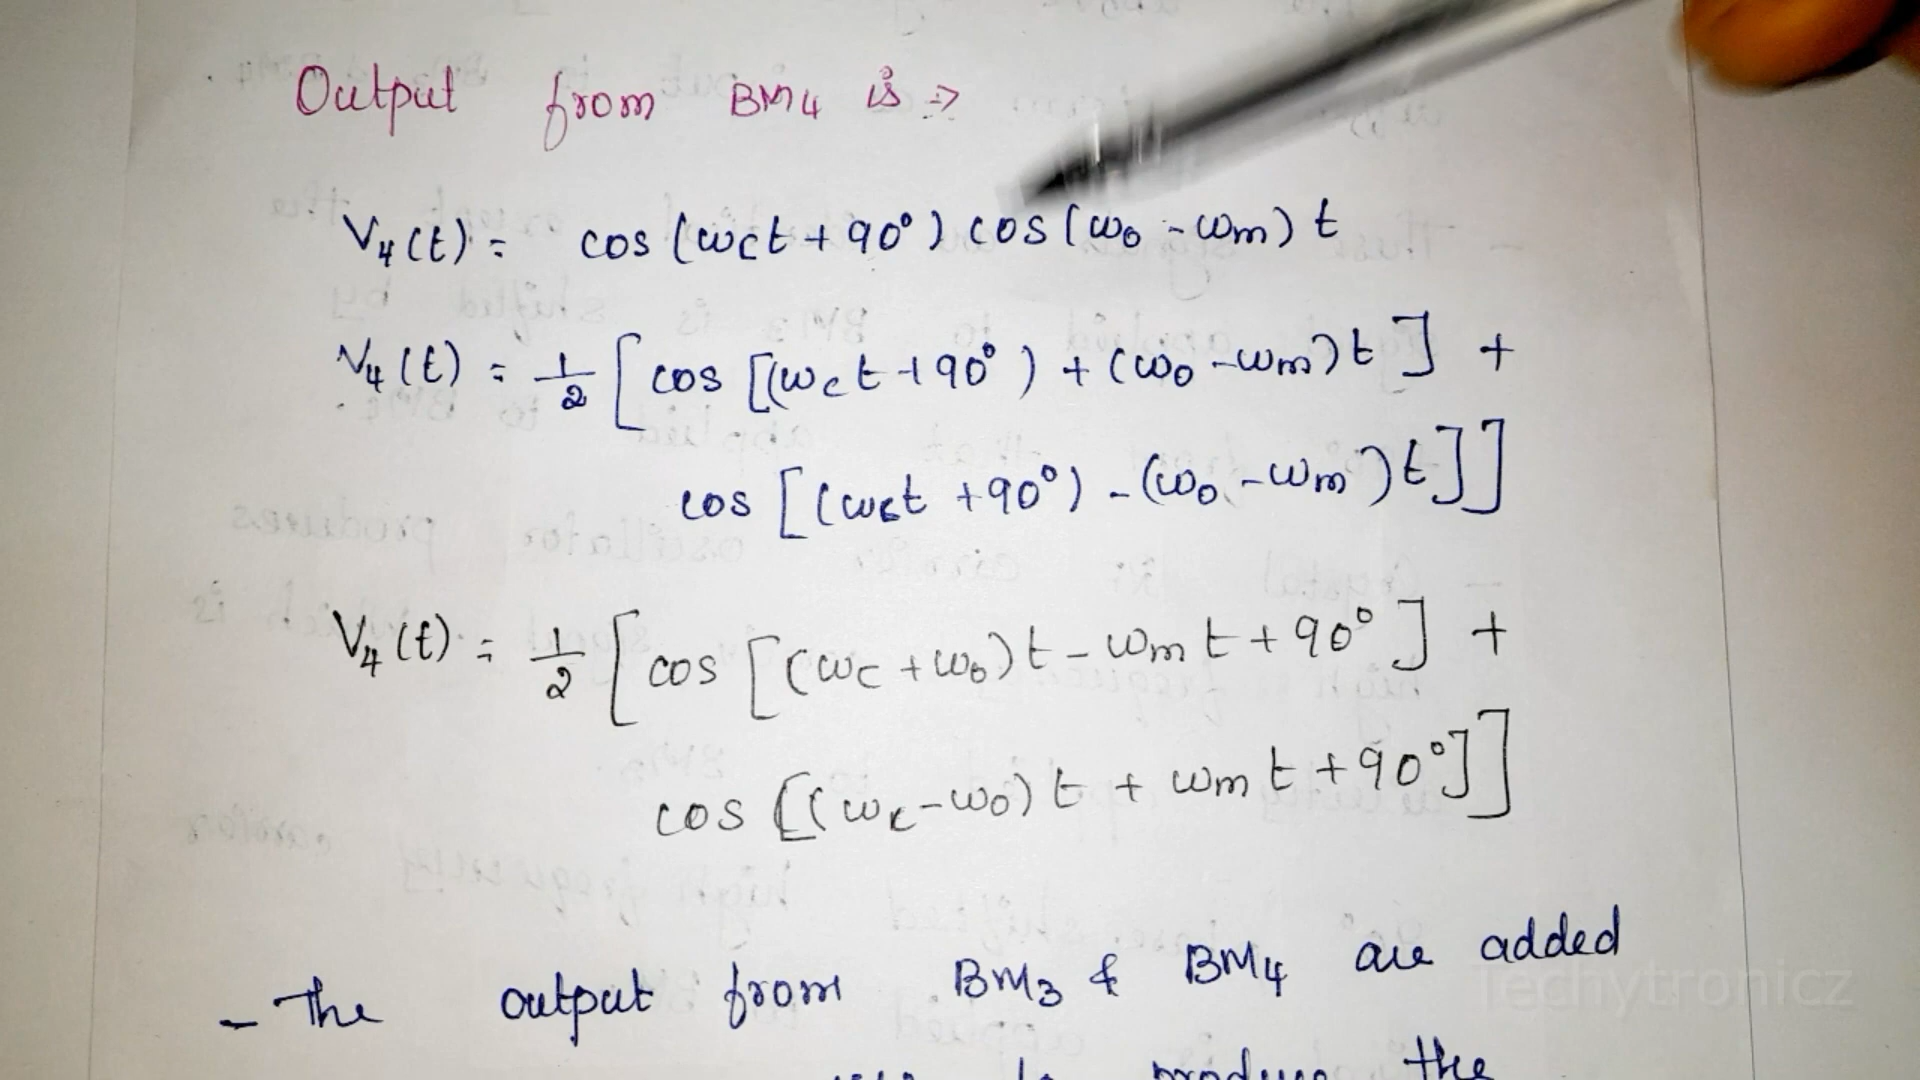 Output from BM4 is ⇒
V₄(t) = cos(ωct + 90°) cos(ω₀ - ωm) t
V₄(t) = 1/2 [cos [(ωct + 90°) + (ω₀ - ωm)t] +
cos [(ωct + 90°) - (ω₀ - ωm)t]]
V₄(t) = 1/2 [cos [(ωc + ω₀)t - ωmt + 90°] +
cos [(ωc - ω₀)t + ωmt + 90°]]
- The output from BM3 & BM4 are added
Techytronicz
produce the